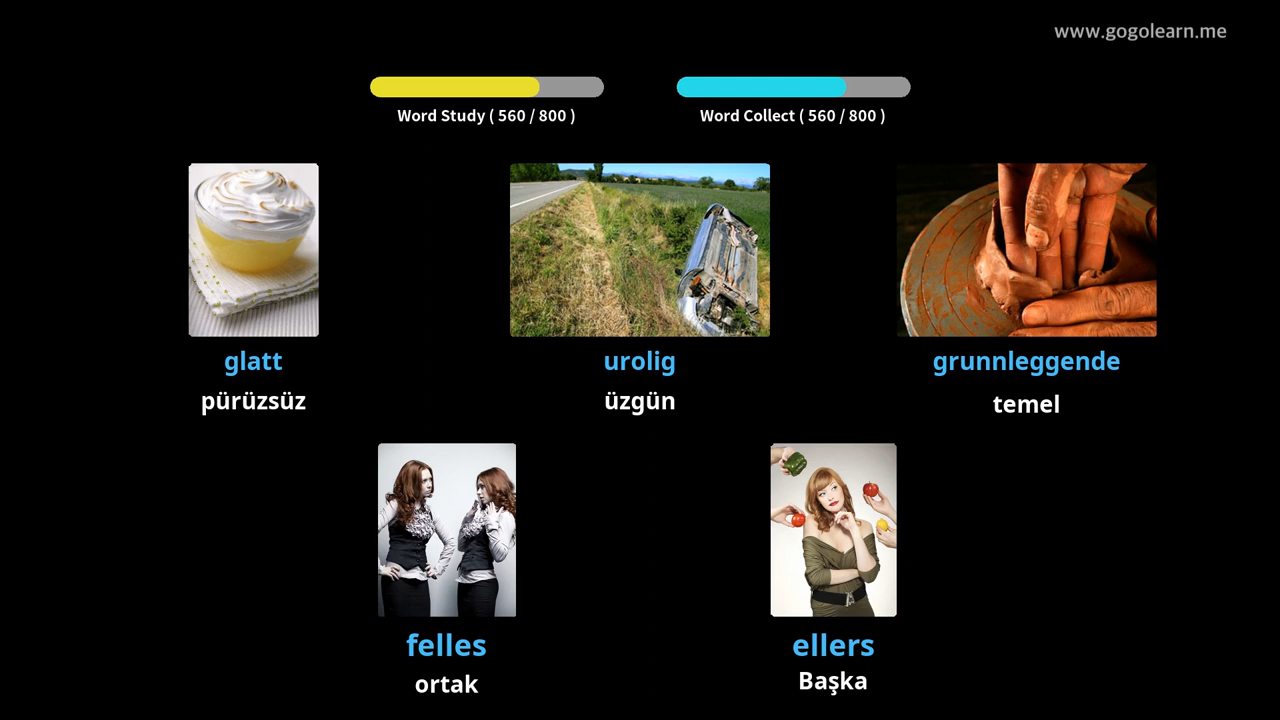 www.gogolearn.me
Word Study ( 560 / 800 )
Word Collect ( 560 / 800 )
glatt
pürüzsüz
urolig
üzgün
grunnleggende
temel
felles
ortak
ellers
Başka